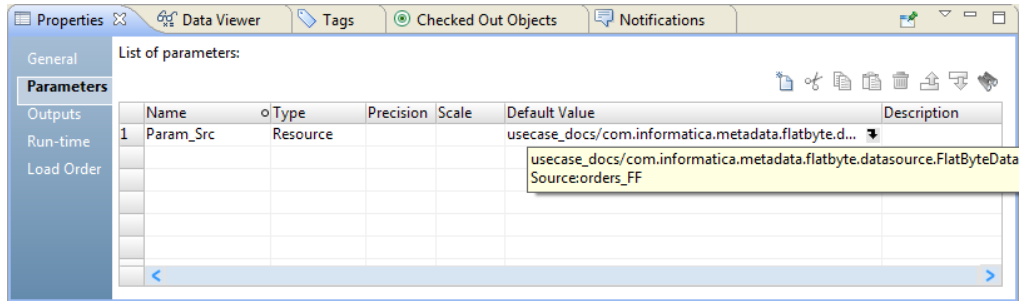 Properties Data Viewer Tags Checked Out Objects Notifications
General
Parameters
Outputs
Run-time
Load Order
List of parameters:
Name Type Precision Scale Default Value Description
1 Param_Src Resource usecase_docs/com.informatica.metadata.flatbyte.d...
usecase_docs/com.informatica.metadata.flatbyte.datasource.FlatByteData
Source:orders_FF